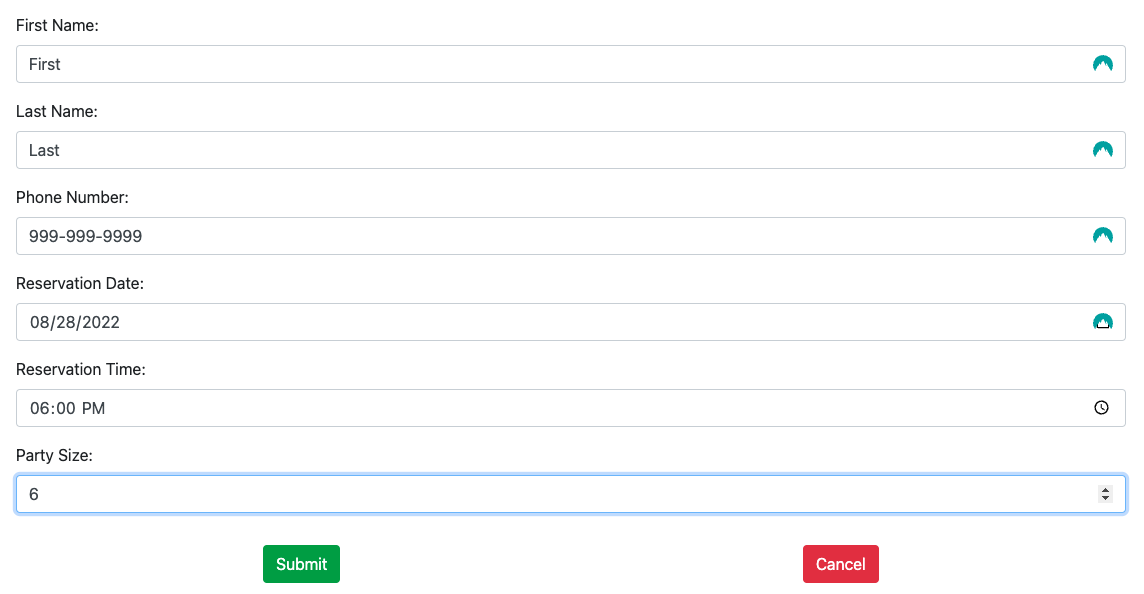 First Name:
First
Last Name:
Last
Phone Number:
999-999-9999
Reservation Date:
08/28/2022
Reservation Time:
06:00 PM
Party Size:
6
Submit Cancel